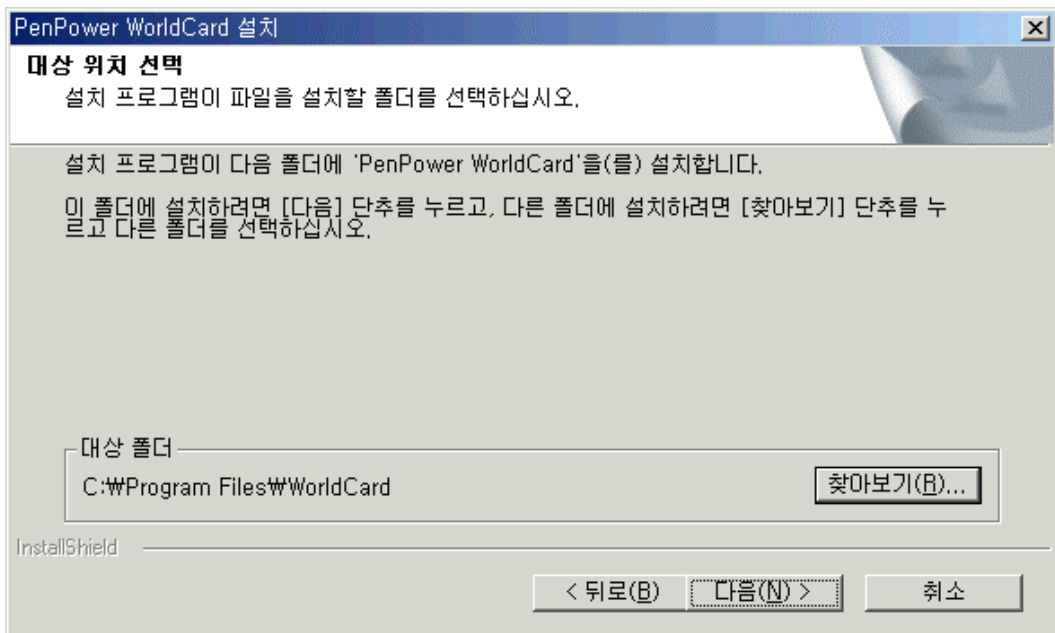 PenPower WorldCard 설치
대상 위치 선택
설치 프로그램이 파일을 설치할 폴더를 선택하십시오.
설치 프로그램이 다음 폴더에 'PenPower WorldCard'을(를) 설치합니다.
이 폴더에 설치하려면 [다음] 단추를 누르고, 다른 폴더에 설치하려면 [찾아보기] 단추를 누
르고 다른 폴더를 선택하십시오.
대상 폴더
C:₩Program Files₩WorldCard
찾아보기(R)...
InstallShield
< 뒤로(B) 다음(N) > 취소